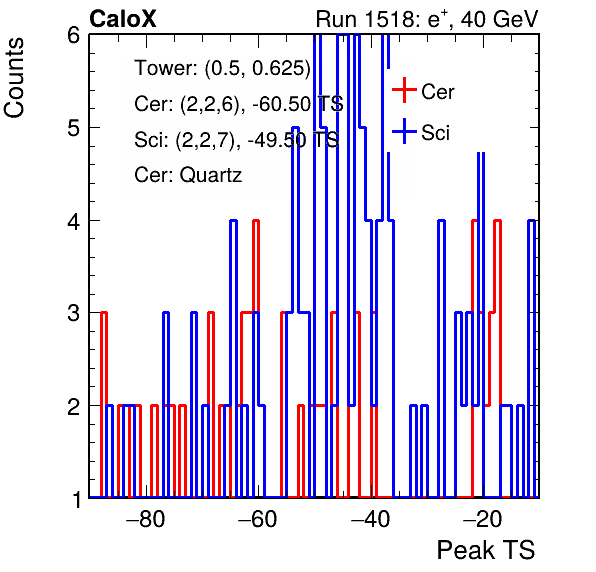 CaloX Run 1518: e⁺, 40 GeV
Counts
6
5
4
3
2
1
Tower: (0.5, 0.625)
Cer: (2,2,6), -60.50 TS
Sci: (2,2,7), -49.50 TS
Cer: Quartz
Cer
Sci
−80 −60 −40 −20
Peak TS